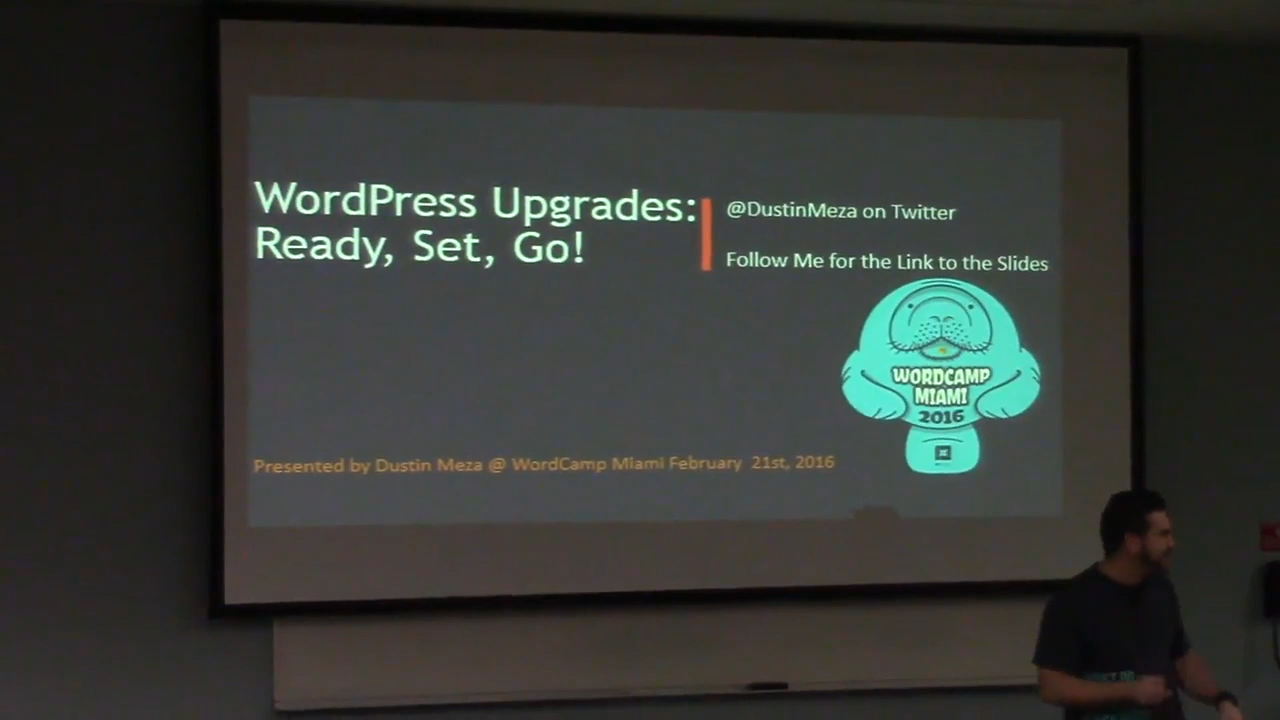 WordPress Upgrades:
Ready, Set, Go!
@DustinMeza on Twitter
Follow Me for the Link to the Slides
WORDCAMP
MIAMI
2016
Presented by Dustin Meza @ WordCamp Miami February 21st, 2016